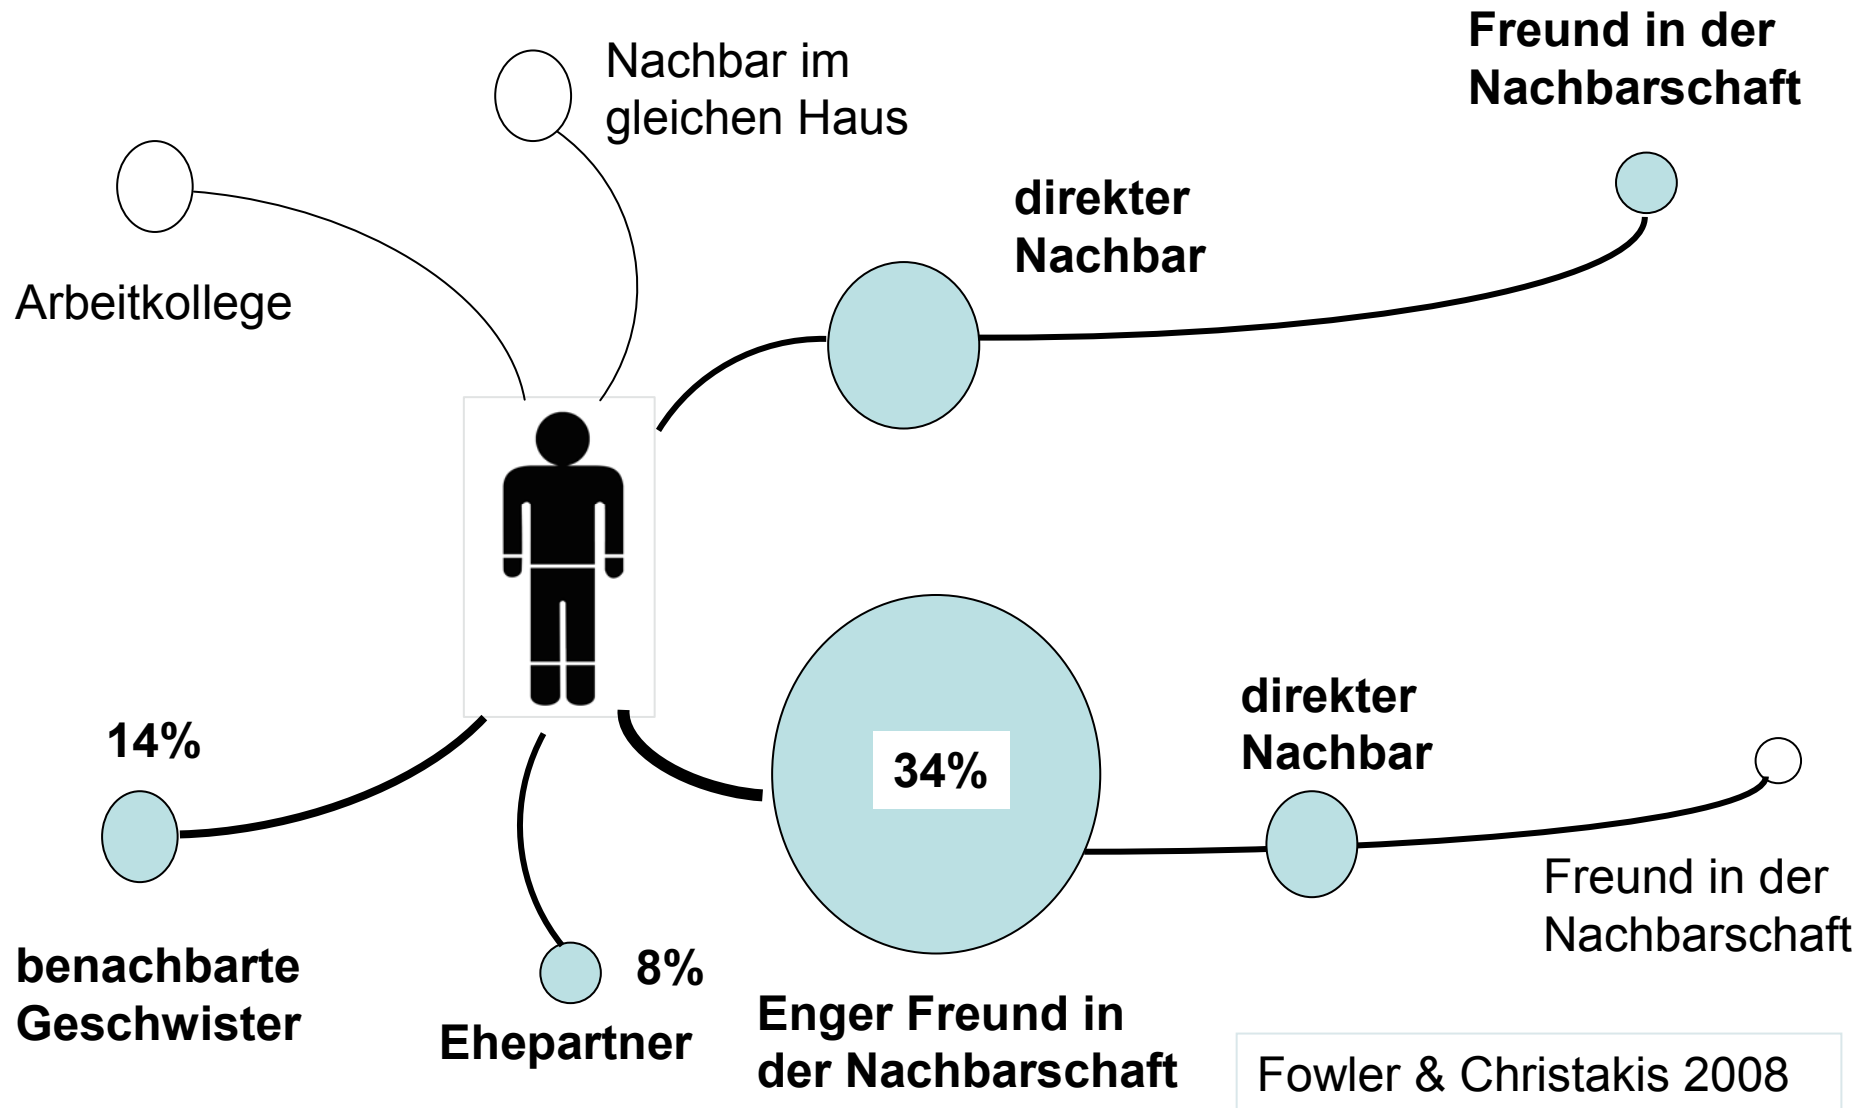 Nachbar im
gleichen Haus
Freund in der
Nachbarschaft
direkter
Nachbar
Arbeitkollege
14%
34%
direkter
Nachbar
Freund in der
Nachbarschaft
benachbarte
Geschwister
8%
Ehepartner
Enger Freund in
der Nachbarschaft
Fowler & Christakis 2008